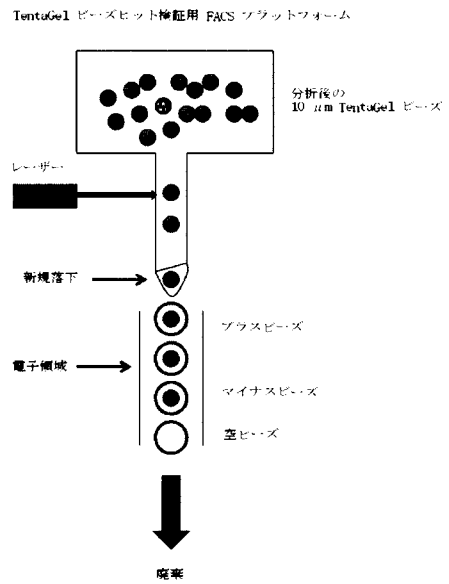 TentaGel ビーズヒット検証用 FACS プラットフォーム
分析後の
10 μm TentaGel ビーズ
レーザー
新規落下
プラスビーズ
電子領域
マイナスビーズ
空ビーズ
廃棄